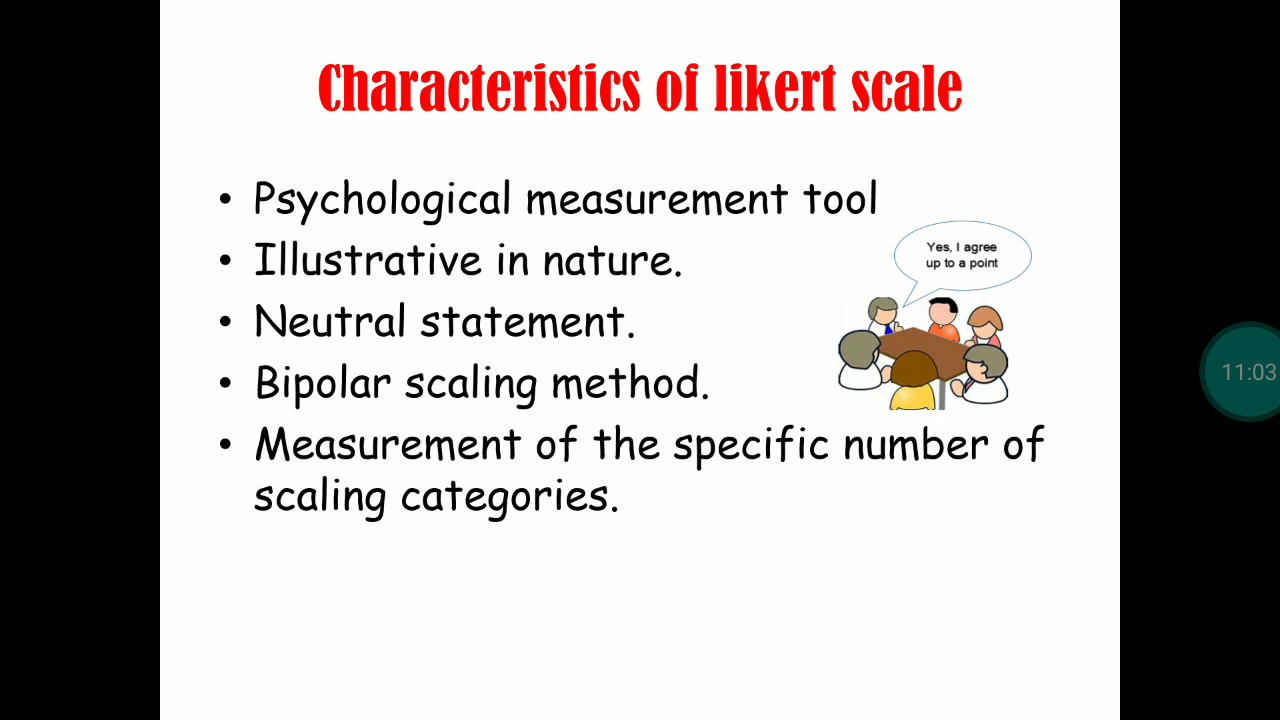 Characteristics of likert scale
• Psychological measurement tool
• Illustrative in nature.
Yes, I agree
up to a point
• Neutral statement.
• Bipolar scaling method.
11:03
• Measurement of the specific number of
scaling categories.